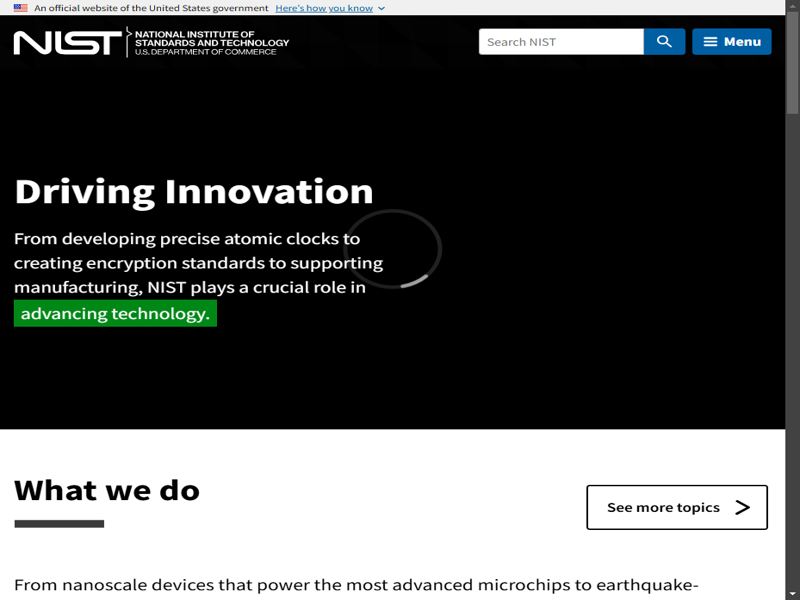 An official website of the United States government Here's how you know
NIST NATIONAL INSTITUTE OF
STANDARDS AND TECHNOLOGY
U.S. DEPARTMENT OF COMMERCE
Search NIST
Menu
Driving Innovation
From developing precise atomic clocks to
creating encryption standards to supporting
manufacturing, NIST plays a crucial role in
advancing technology.
What we do
See more topics
From nanoscale devices that power the most advanced microchips to earthquake-